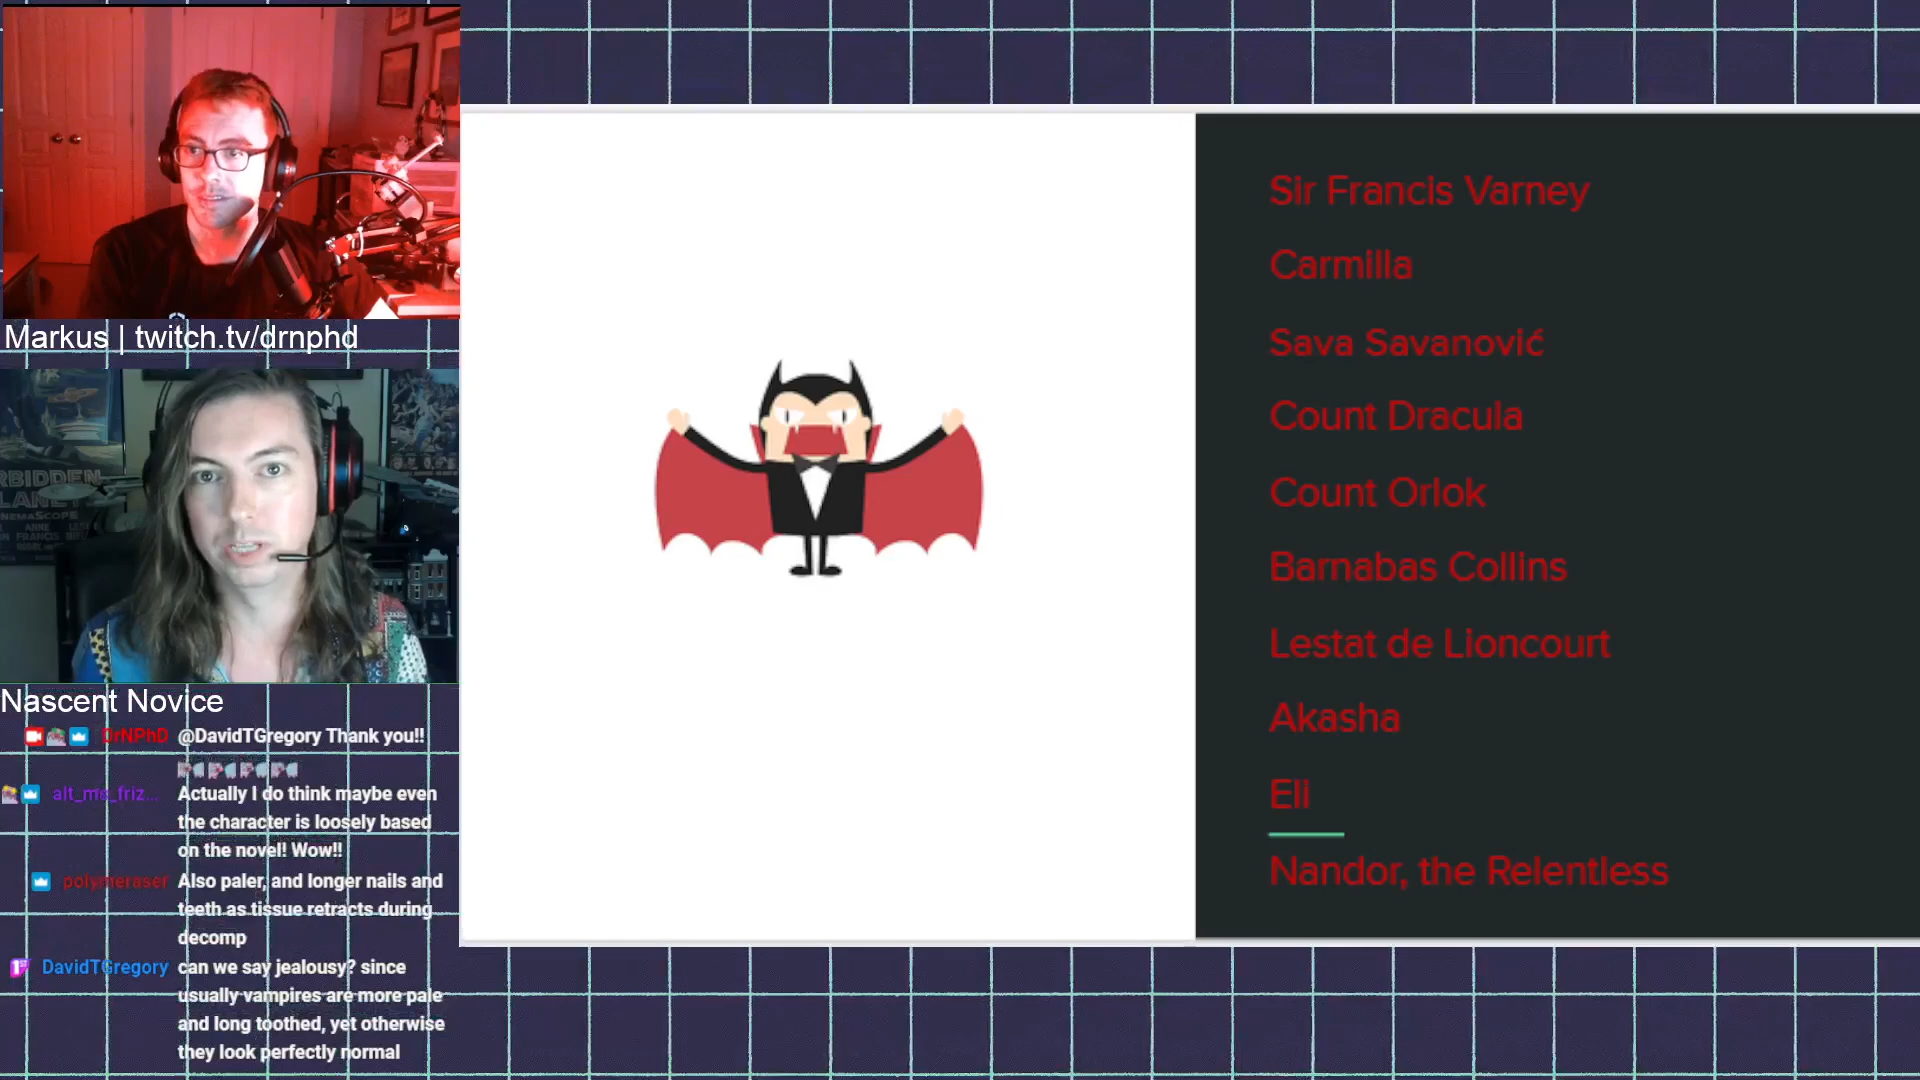 Markus | twitch.tv/drnphd
Nascent Novice
DrNPhD @DavidTGregory Thank you!!
alt_me_friz... Actually I do think maybe even
the character is loosely based
on the novel! Wow!!
polymeraser Also paler, and longer nails and
teeth as tissue retracts during
decomp
DavidTGregory can we say jealousy? since
usually vampires are more pale
and long toothed, yet otherwise
they look perfectly normal
Sir Francis Varney
Carmilla
Sava Savanović
Count Dracula
Count Orlok
Barnabas Collins
Lestat de Lioncourt
Akasha
Eli
Nandor, the Relentless